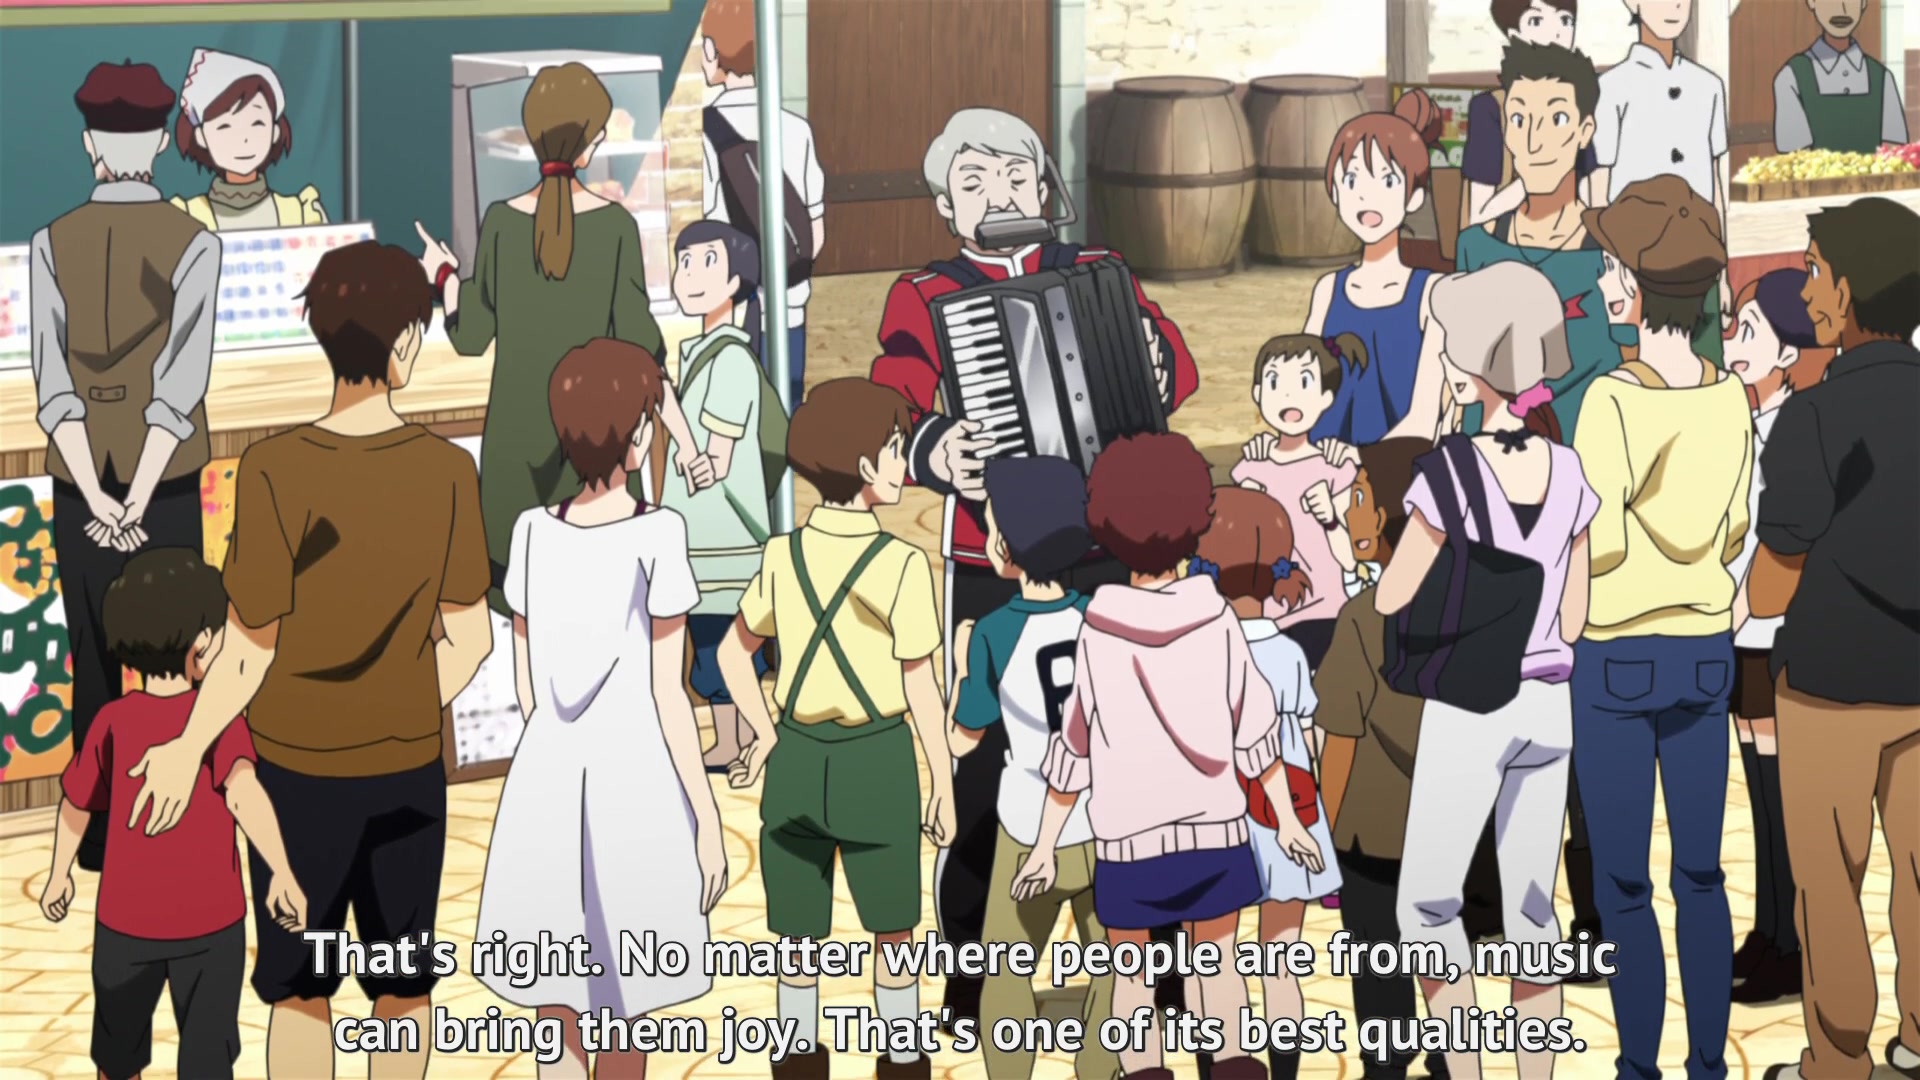 That's right. No matter where people are from, music
can bring them joy. That's one of its best qualities.